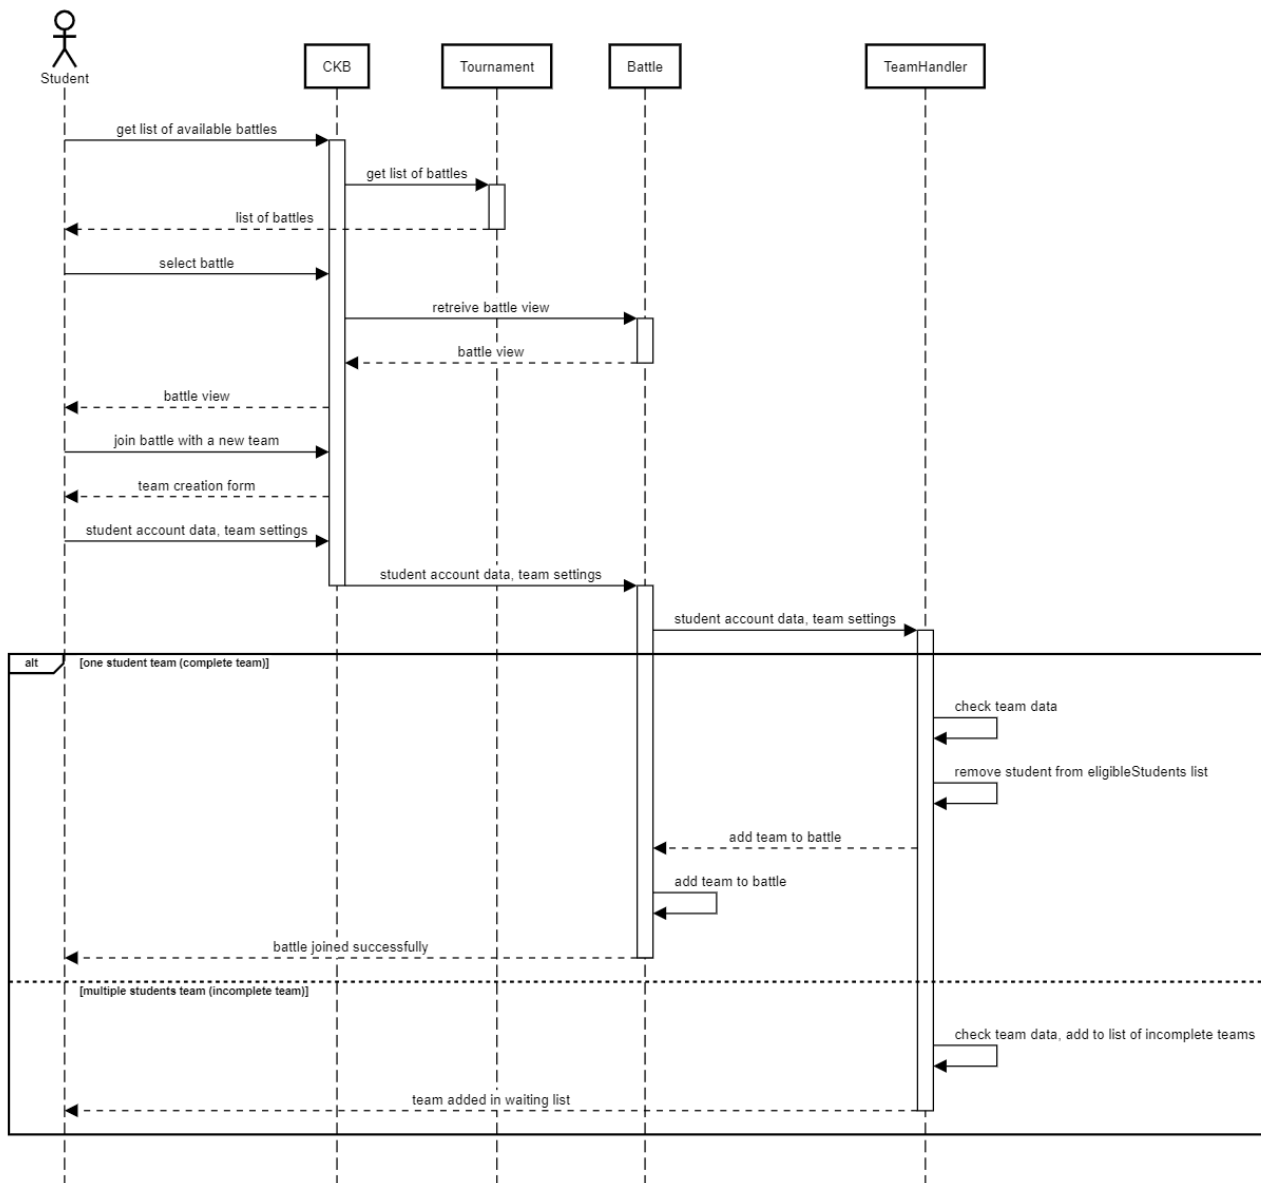 Student
CKB
Tournament
Battle
TeamHandler
get list of available battles
get list of battles
list of battles
select battle
retreive battle view
battle view
battle view
join battle with a new team
team creation form
student account data, team settings
student account data, team settings
student account data, team settings
alt
[one student team (complete team)]
check team data
remove student from eligibleStudents list
add team to battle
add team to battle
battle joined successfully
[multiple students team (incomplete team)]
check team data, add to list of incomplete teams
team added in waiting list